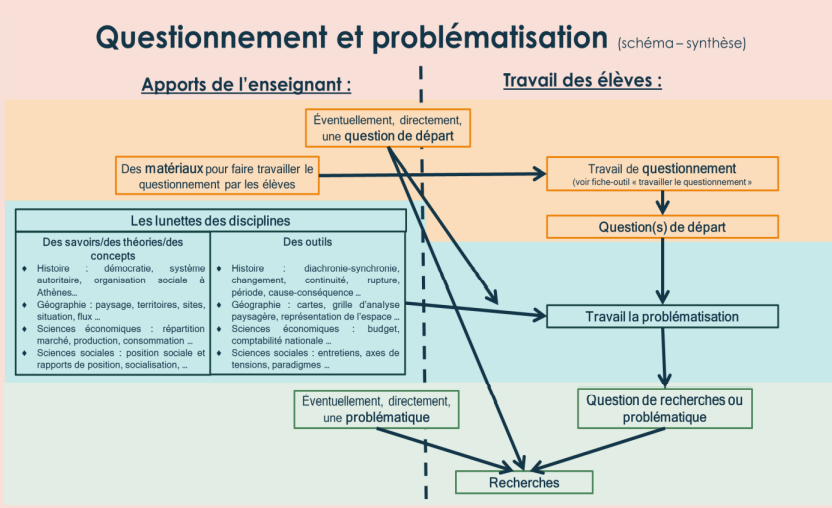 Questionnement et problématisation (schéma – synthèse)
Apports de l'enseignant :
Travail des élèves :
Éventuellement, directement,
une question de départ
Des matériaux pour faire travailler le
questionnement par les élèves
Travail de questionnement
(voir fiche-outil « travailler le questionnement »
Question(s) de départ
Les lunettes des disciplines
Des savoirs/des théories/des
concepts
♦ Histoire : démocratie, système
autoritaire, organisation sociale à
Athènes...
♦ Géographie : paysage, territoires, sites,
situation, flux ...
♦ Sciences économiques : répartition
marché, production, consommation ...
♦ Sciences sociales : position sociale et
rapports de position, socialisation, ...
Des outils
♦ Histoire : diachronie-synchronie,
changement, continuité, rupture,
période, cause-conséquence ...
♦ Géographie : cartes, grille d'analyse
paysagère, représentation de l'espace ...
♦ Sciences économiques : budget,
comptabilité nationale ...
♦ Sciences sociales : entretiens, axes de
tensions, paradigmes ...
Travail la problématisation
Éventuellement, directement,
une problématique
Question de recherches ou
problématique
Recherches